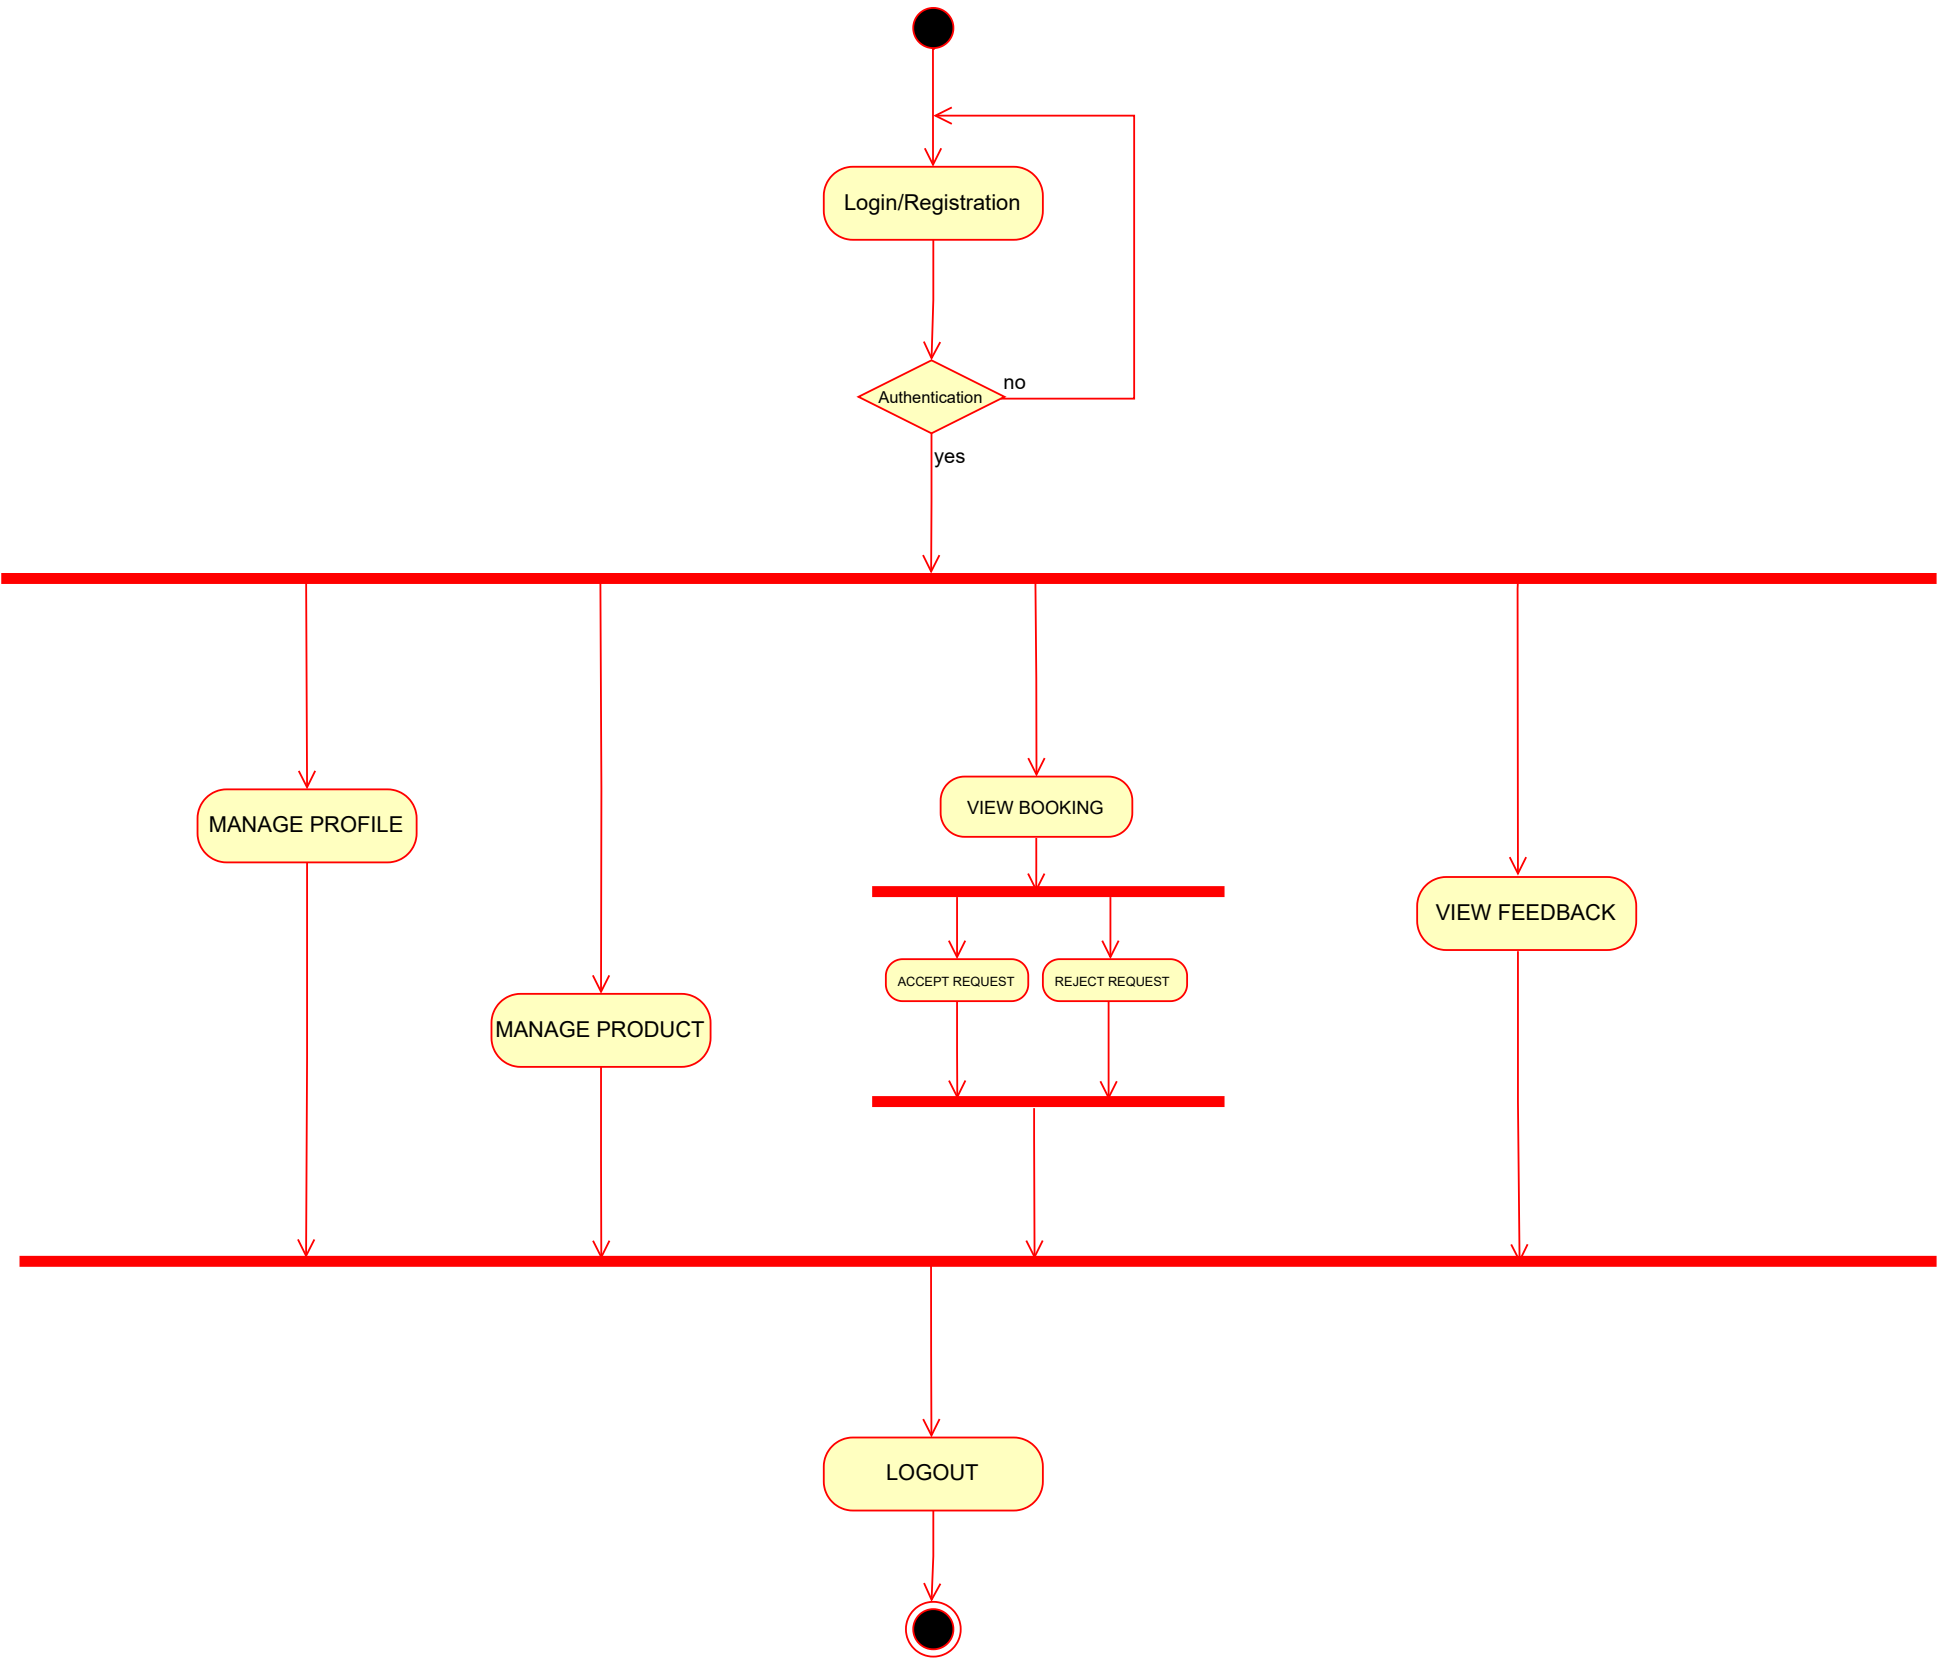 Login/Registration
Authentication
no
yes
MANAGE PROFILE
VIEW BOOKING
VIEW FEEDBACK
ACCEPT REQUEST
REJECT REQUEST
MANAGE PRODUCT
LOGOUT